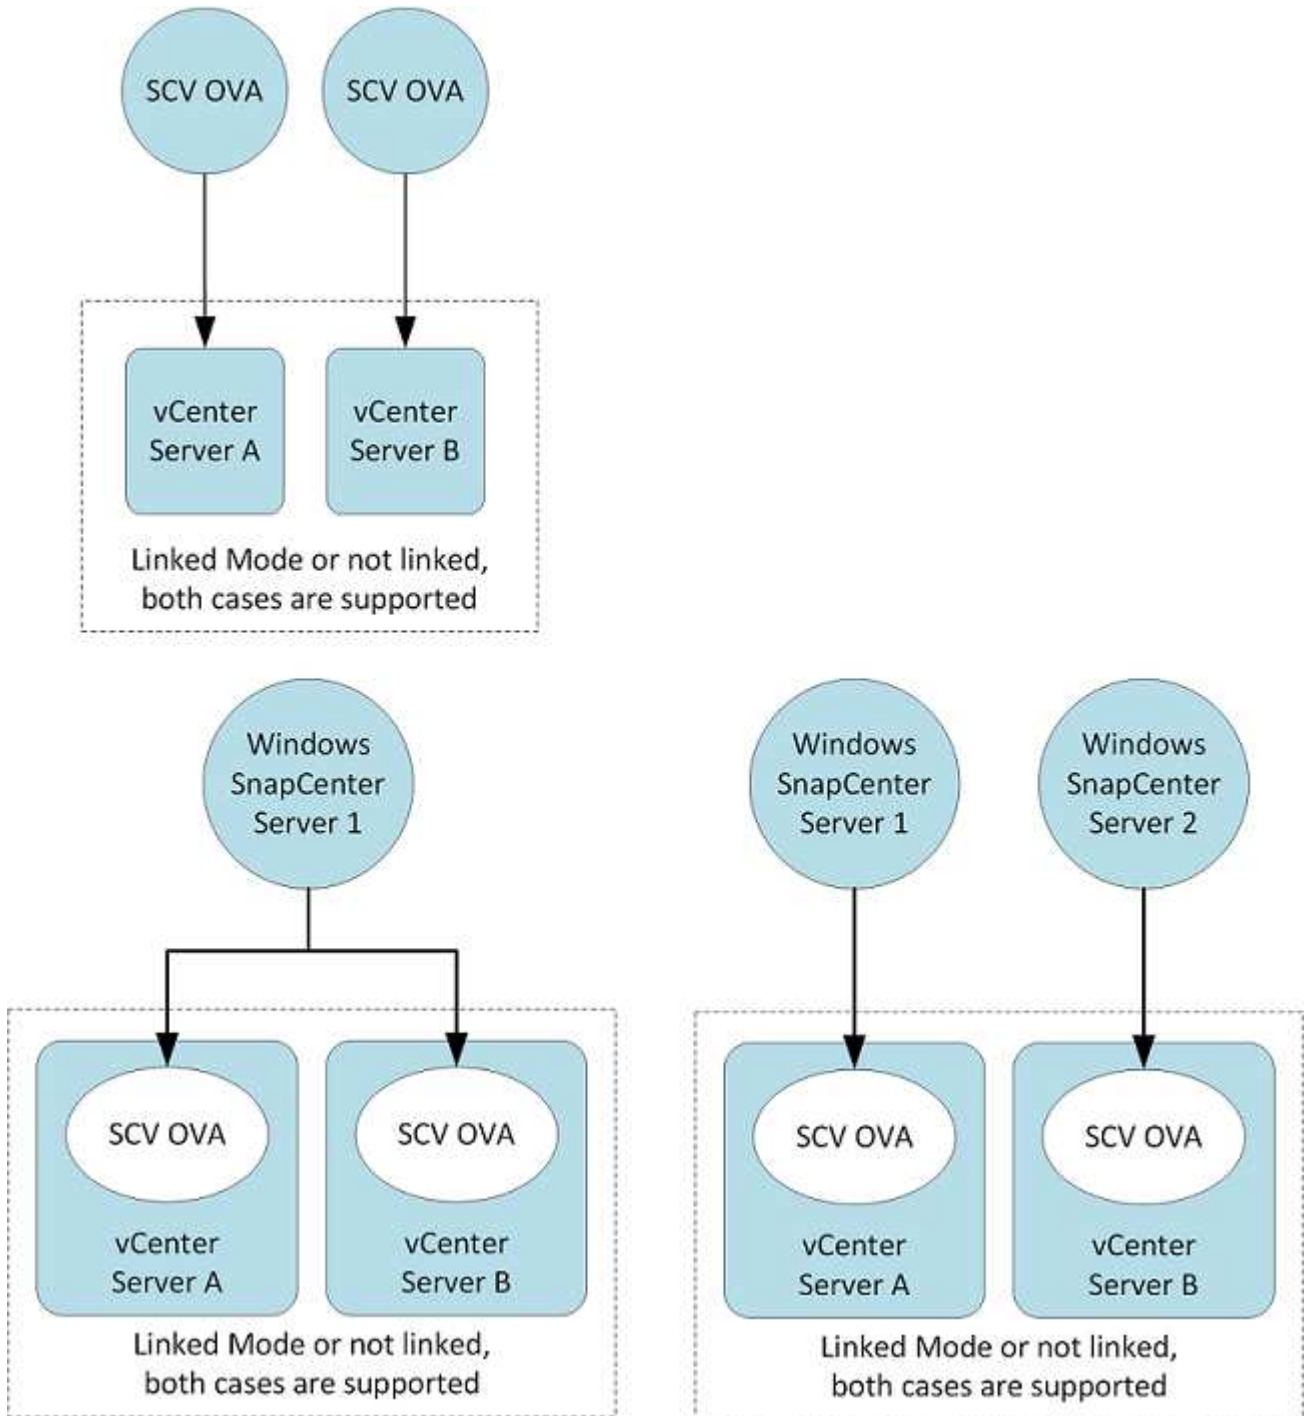 SCV OVA
SCV OVA
vCenter
Server A
vCenter
Server B
Linked Mode or not linked,
both cases are supported
Windows
SnapCenter
Server 1
SCV OVA
vCenter
Server A
SCV OVA
vCenter
Server B
Linked Mode or not linked,
both cases are supported
Windows
SnapCenter
Server 1
Windows
SnapCenter
Server 2
SCV OVA
vCenter
Server A
SCV OVA
vCenter
Server B
Linked Mode or not linked,
both cases are supported